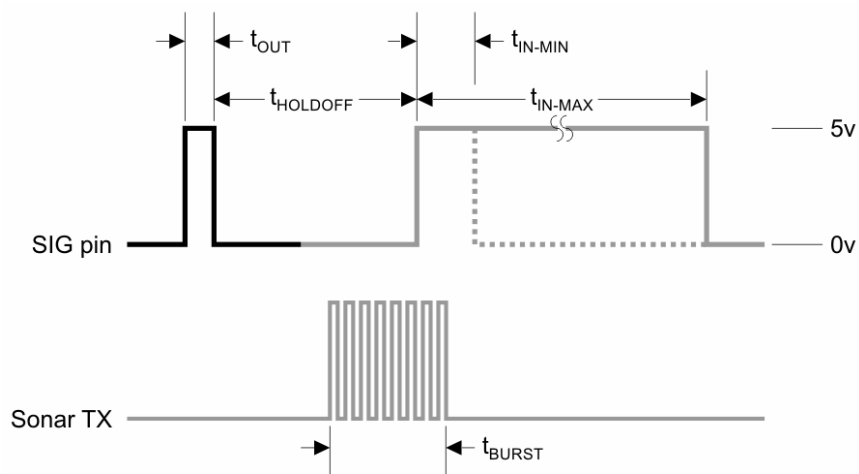 tOUT
tIN-MIN
tHOLDOFF
tIN-MAX
5v
SIG pin
0v
Sonar TX
tBURST